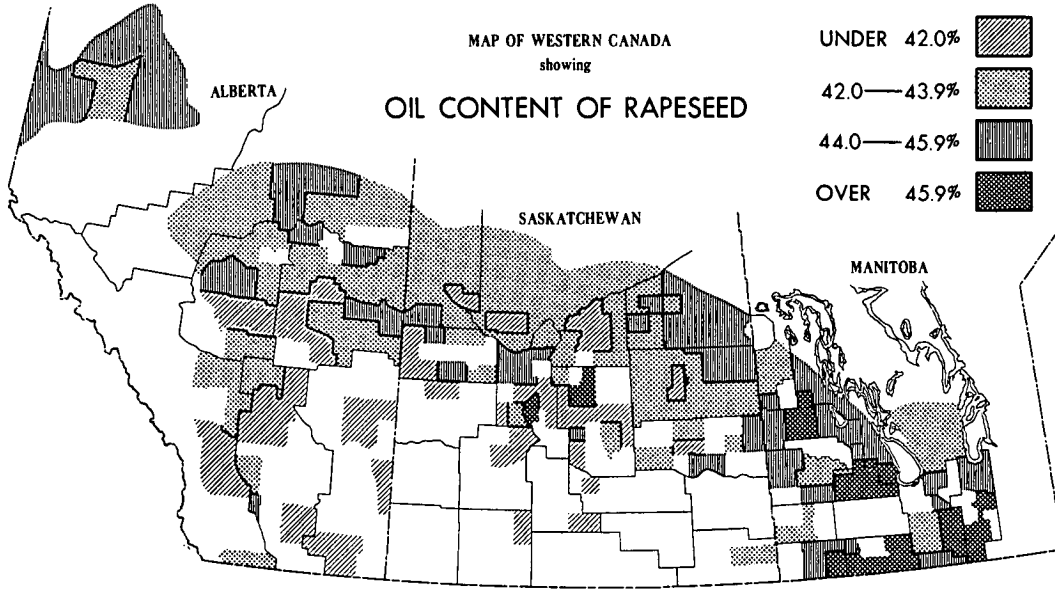 MAP OF WESTERN CANADA
showing
OIL CONTENT OF RAPESEED
UNDER 42.0%
42.0—43.9%
44.0—45.9%
OVER 45.9%
ALBERTA
SASKATCHEWAN
MANITOBA